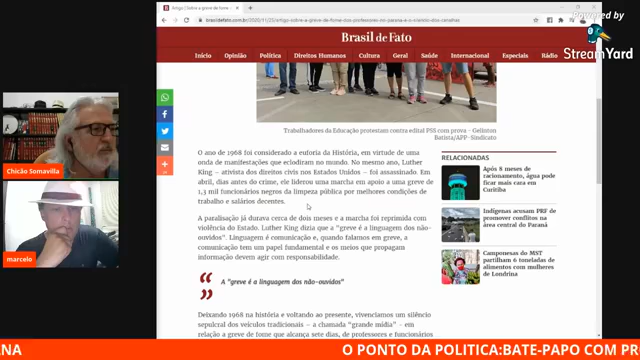 Artigo | Sobre a greve de fome dos
brasildefato.com.br/2020/11/23/artigo-sobre-a-greve-de-fome-dos-professores-em-parana-e-o-silencio-dos-canalhas
Powered by
StreamYard
Brasil de Fato
Início
Opinião
Política
Direitos Humanos
Cultura
Geral
Saúde
Internacional
Especiais
Rádio
Trabalhadores da Educação protestam contra edital PSS com prova - Gelinton
Batista/APP-Sindicato
O ano de 1968 foi considerado a euforia da História, em virtude de uma
onda de manifestações que eclodiram no mundo. No mesmo ano, Luther
King – ativista dos direitos civis nos Estados Unidos – foi assassinado. Em
abril, dias antes do crime, ele liderou uma marcha em apoio a uma greve de
1,3 mil funcionários negros da limpeza pública por melhores condições de
trabalho e salários decentes.
A paralisação já durava cerca de dois meses e a marcha foi reprimida com
violência do Estado. Luther King dizia que a “greve é a linguagem dos não-
ouvidos”. Linguagem é comunicação e, quando falamos em greve, a
comunicação tem um papel fundamental e os meios que propagam
informação devem agir com responsabilidade.
A “greve é a linguagem dos não-ouvidos”
Deixando 1968 na história e voltando ao presente, vivenciamos um silêncio
sepulcral dos veículos tradicionais – a chamada “grande mídia” – em
relação a greve de fome que alcança sete dias, de professores e funcionários
RELACIONADAS
Após 8 meses de
racionamento, água pode
ficar mais cara em
Curitiba
Indígenas acusam PRF de
promover conflitos na
área central do Paraná
Camponesas do MST
partilham 6 toneladas de
alimentos com mulheres
de Londrina
Chicão Somavilla
marcelo
ANA
O PONTO DA POLITICA:BATE-PAPO COM PR